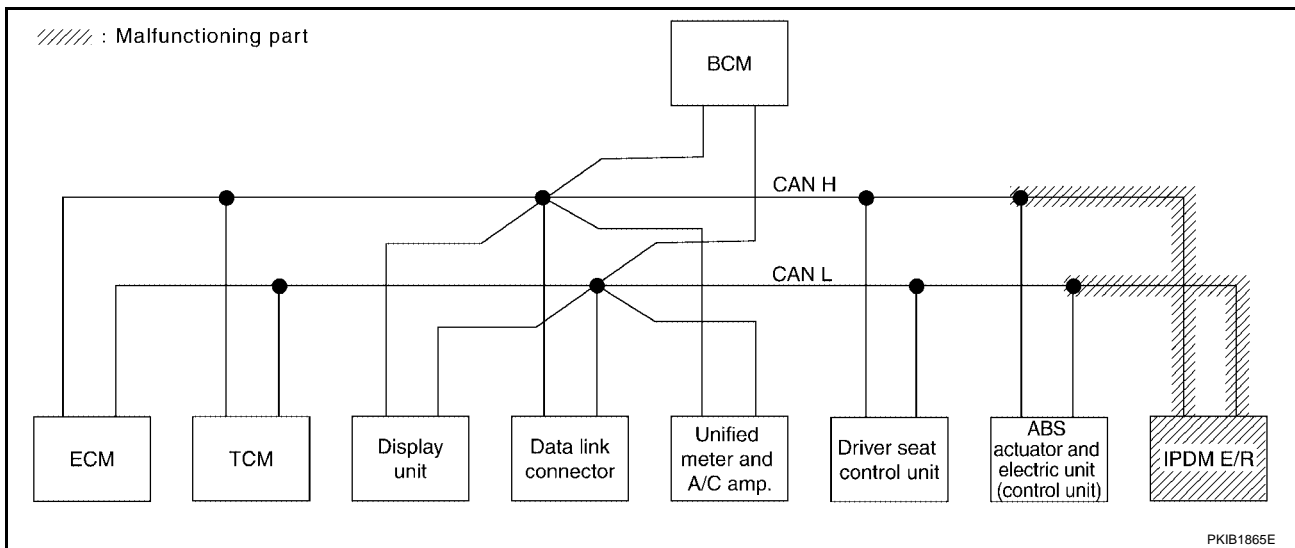 : Malfunctioning part
BCM
CAN H
CAN L
ECM
TCM
Display
unit
Data link
connector
Unified
meter and
A/C amp.
Driver seat
control unit
ABS
actuator and
electric unit
(control unit)
IPDM E/R
PKIB1865E